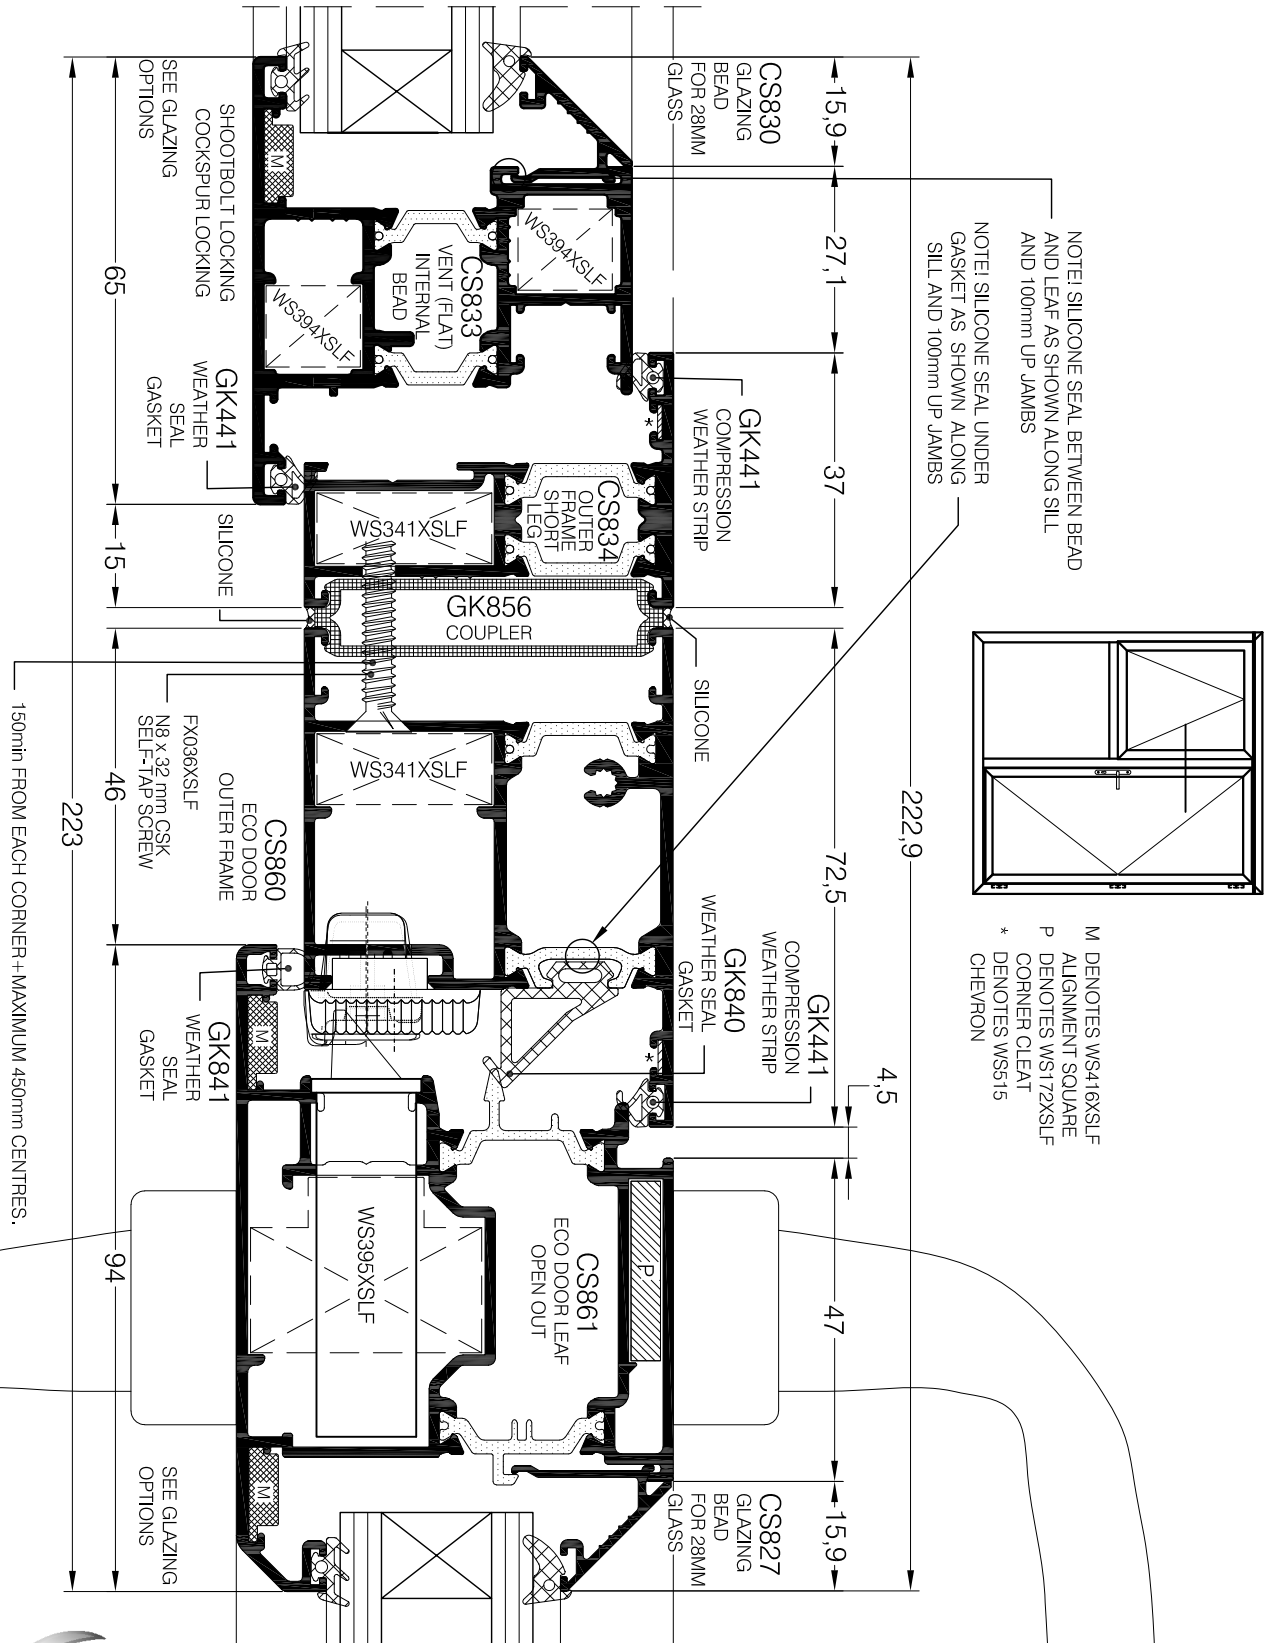 NOTE! SILICONE SEAL BETWEEN BEAD
AND LEAF AS SHOWN ALONG SILL
AND 100mm UP JAMBS
NOTE! SILICONE SEAL UNDER
GASKET AS SHOWN ALONG
SILL AND 100mm UP JAMBS
M DENOTES WS416XSLF
ALIGNMENT SQUARE
P DENOTES WS172XSLF
CORNER CLEAT
* DENOTES WS515
CHEVRON
222,9
15,9
27,1
37
72,5
4,5
47
15,9
CS830
GLAZING
BEAD
FOR 28MM
GLASS
GK441
COMPRESSION
WEATHER STRIP
SILICONE
GK441
COMPRESSION
WEATHER STRIP
GK840
WEATHER SEAL
GASKET
CS827
GLAZING
BEAD
FOR 28MM
GLASS
*
*
P
WS394XSLF
CS833
VENT (FLAT)
INTERNAL
BEAD
WS394XSLF
CS834
OUTER
FRAME
SHORT
LEG
WS341XSLF
GK856
COUPLER
WS341XSLF
CS861
ECO DOOR LEAF
OPEN OUT
WS395XSLF
M
M
M
SEE GLAZING
OPTIONS
SHOOTBOLT LOCKING
COCKSPUR LOCKING
GK441
WEATHER
SEAL
GASKET
SILICONE
FX036XSLF
N8 x 32 mm CSK
SELF-TAP SCREW
CS860
ECO DOOR
OUTER FRAME
GK841
WEATHER
SEAL
GASKET
SEE GLAZING
OPTIONS
65
15
46
94
223
150min FROM EACH CORNER+MAXIMUM 450mm CENTRES.